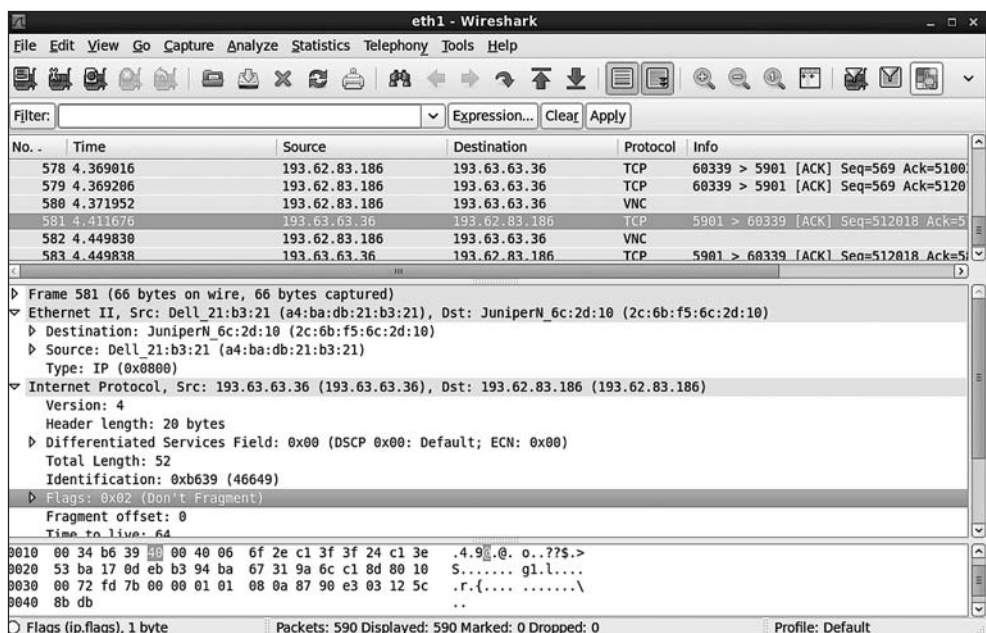 eth1 - Wireshark
File Edit View Go Capture Analyze Statistics Telephony Tools Help
Filter: Expression... Clear Apply
No. . Time Source Destination Protocol Info
578 4.369016 193.62.83.186 193.63.63.36 TCP 60339 > 5901 [ACK] Seq=569 Ack=5100
579 4.369206 193.62.83.186 193.63.63.36 TCP 60339 > 5901 [ACK] Seq=569 Ack=5120
580 4.371952 193.62.83.186 193.63.63.36 VNC
581 4.411676 193.63.63.36 193.62.83.186 TCP 5901 > 60339 [ACK] Seq=512018 Ack=5
582 4.449830 193.62.83.186 193.63.63.36 VNC
583 4.449838 193.63.63.36 193.62.83.186 TCP 5901 > 60339 [ACK] Seq=512018 Ack=5
Frame 581 (66 bytes on wire, 66 bytes captured)
Ethernet II, Src: Dell_21:b3:21 (a4:ba:db:21:b3:21), Dst: JuniperN_6c:2d:10 (2c:6b:f5:6c:2d:10)
Destination: JuniperN_6c:2d:10 (2c:6b:f5:6c:2d:10)
Source: Dell_21:b3:21 (a4:ba:db:21:b3:21)
Type: IP (0x0800)
Internet Protocol, Src: 193.63.63.36 (193.63.63.36), Dst: 193.62.83.186 (193.62.83.186)
Version: 4
Header length: 20 bytes
Differentiated Services Field: 0x00 (DSCP 0x00: Default; ECN: 0x00)
Total Length: 52
Identification: 0xb639 (46649)
Flags: 0x02 (Don't Fragment)
Fragment offset: 0
Time to live: 64
0010 00 34 b6 39 40 00 40 06 6f 2e c1 3f 3f 24 c1 3e .4.9@.@. o..??$.>
0020 53 ba 17 0d eb b3 94 ba 67 31 9a 6c c1 8d 80 10 S....... g1.l....
0030 00 72 fd 7b 00 00 01 01 08 0a 87 90 e3 03 12 5c .r.{.... .......\
0040 8b db ..
Flags (ip.flags), 1 byte Packets: 590 Displayed: 590 Marked: 0 Dropped: 0 Profile: Default